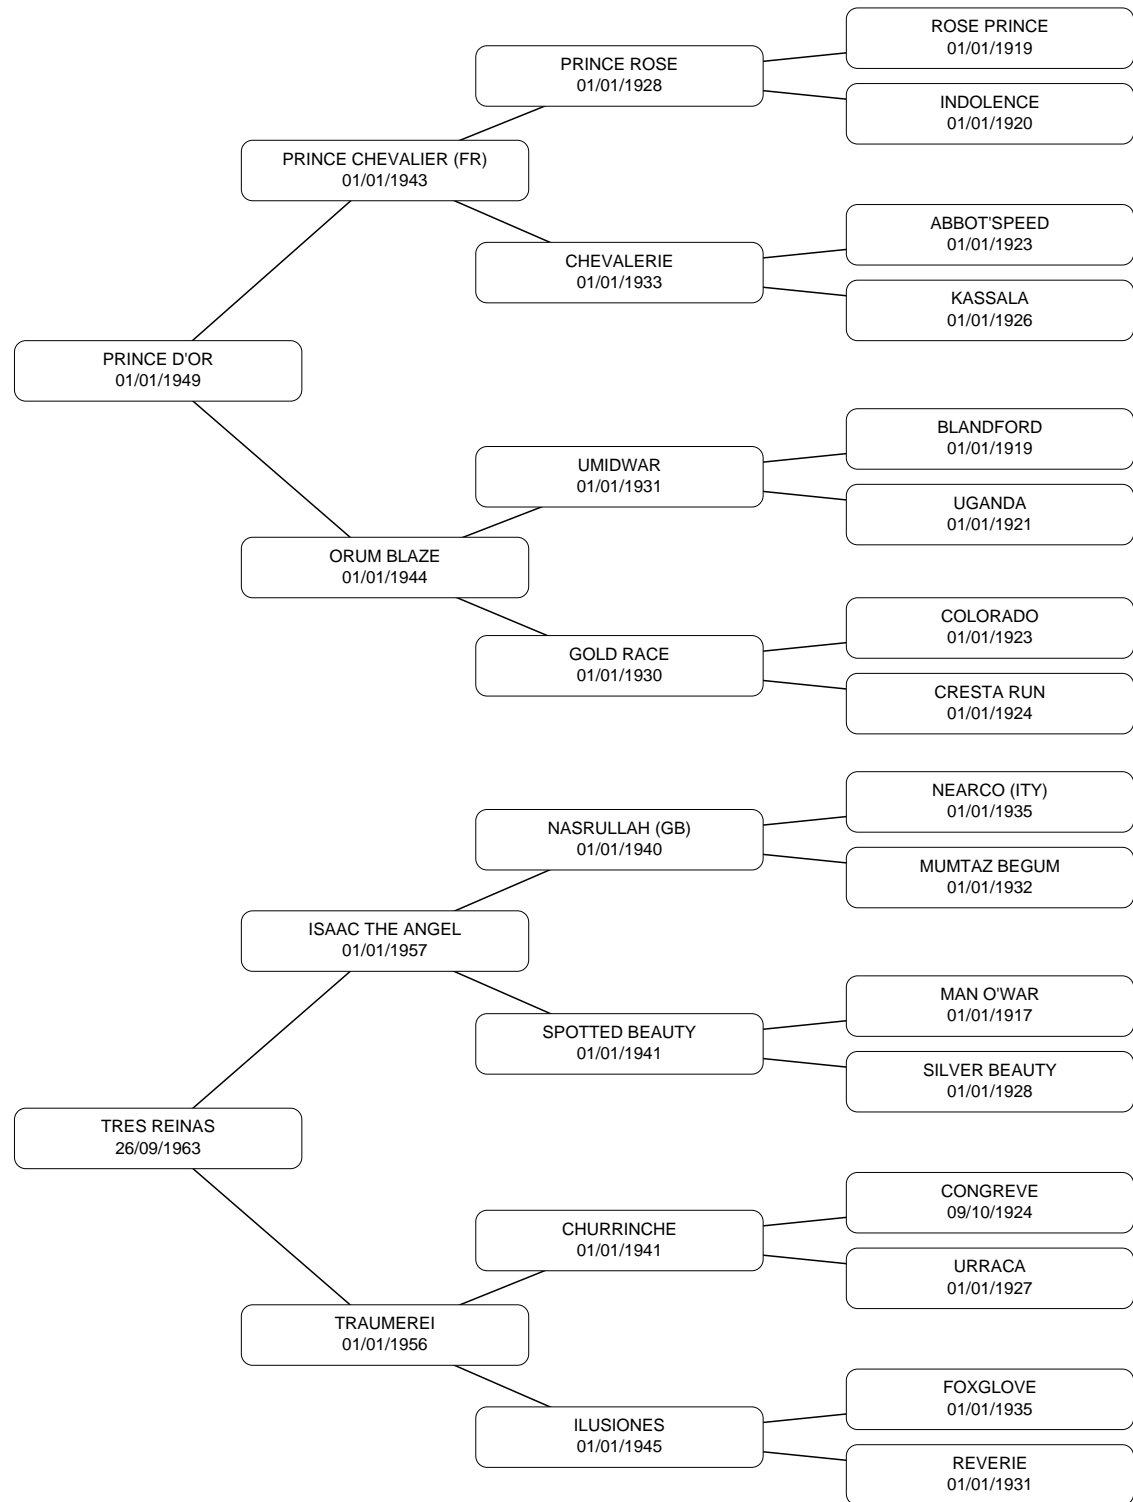 ROSE PRINCE
01/01/1919
PRINCE ROSE
01/01/1928
INDOLENCE
01/01/1920
PRINCE CHEVALIER (FR)
01/01/1943
ABBOT'SPEED
01/01/1923
CHEVALERIE
01/01/1933
KASSALA
01/01/1926
PRINCE D'OR
01/01/1949
BLANDFORD
01/01/1919
UMIDWAR
01/01/1931
UGANDA
01/01/1921
ORUM BLAZE
01/01/1944
COLORADO
01/01/1923
GOLD RACE
01/01/1930
CRESTA RUN
01/01/1924
NEARCO (ITY)
01/01/1935
NASRULLAH (GB)
01/01/1940
MUMTAZ BEGUM
01/01/1932
ISAAC THE ANGEL
01/01/1957
MAN O'WAR
01/01/1917
SPOTTED BEAUTY
01/01/1941
SILVER BEAUTY
01/01/1928
TRES REINAS
26/09/1963
CONGREVE
09/10/1924
CHURRINCHE
01/01/1941
URRACA
01/01/1927
TRAUMEREI
01/01/1956
FOXGLOVE
01/01/1935
ILUSIONES
01/01/1945
REVERIE
01/01/1931